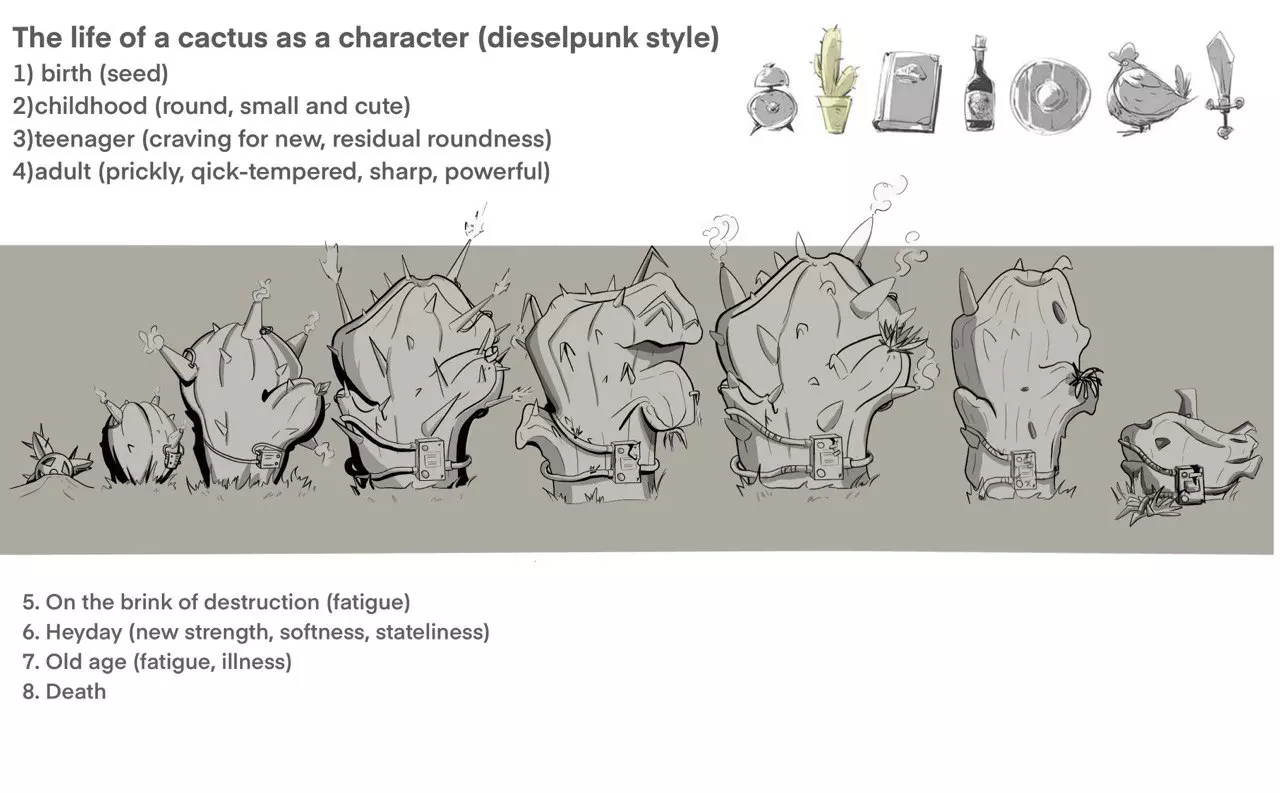 The life of a cactus as a character (dieselpunk style)
1) birth (seed)
2)childhood (round, small and cute)
3)teenager (craving for new, residual roundness)
4)adult (prickly, qick-tempered, sharp, powerful)
5. On the brink of destruction (fatigue)
6. Heyday (new strength, softness, stateliness)
7. Old age (fatigue, illness)
8. Death